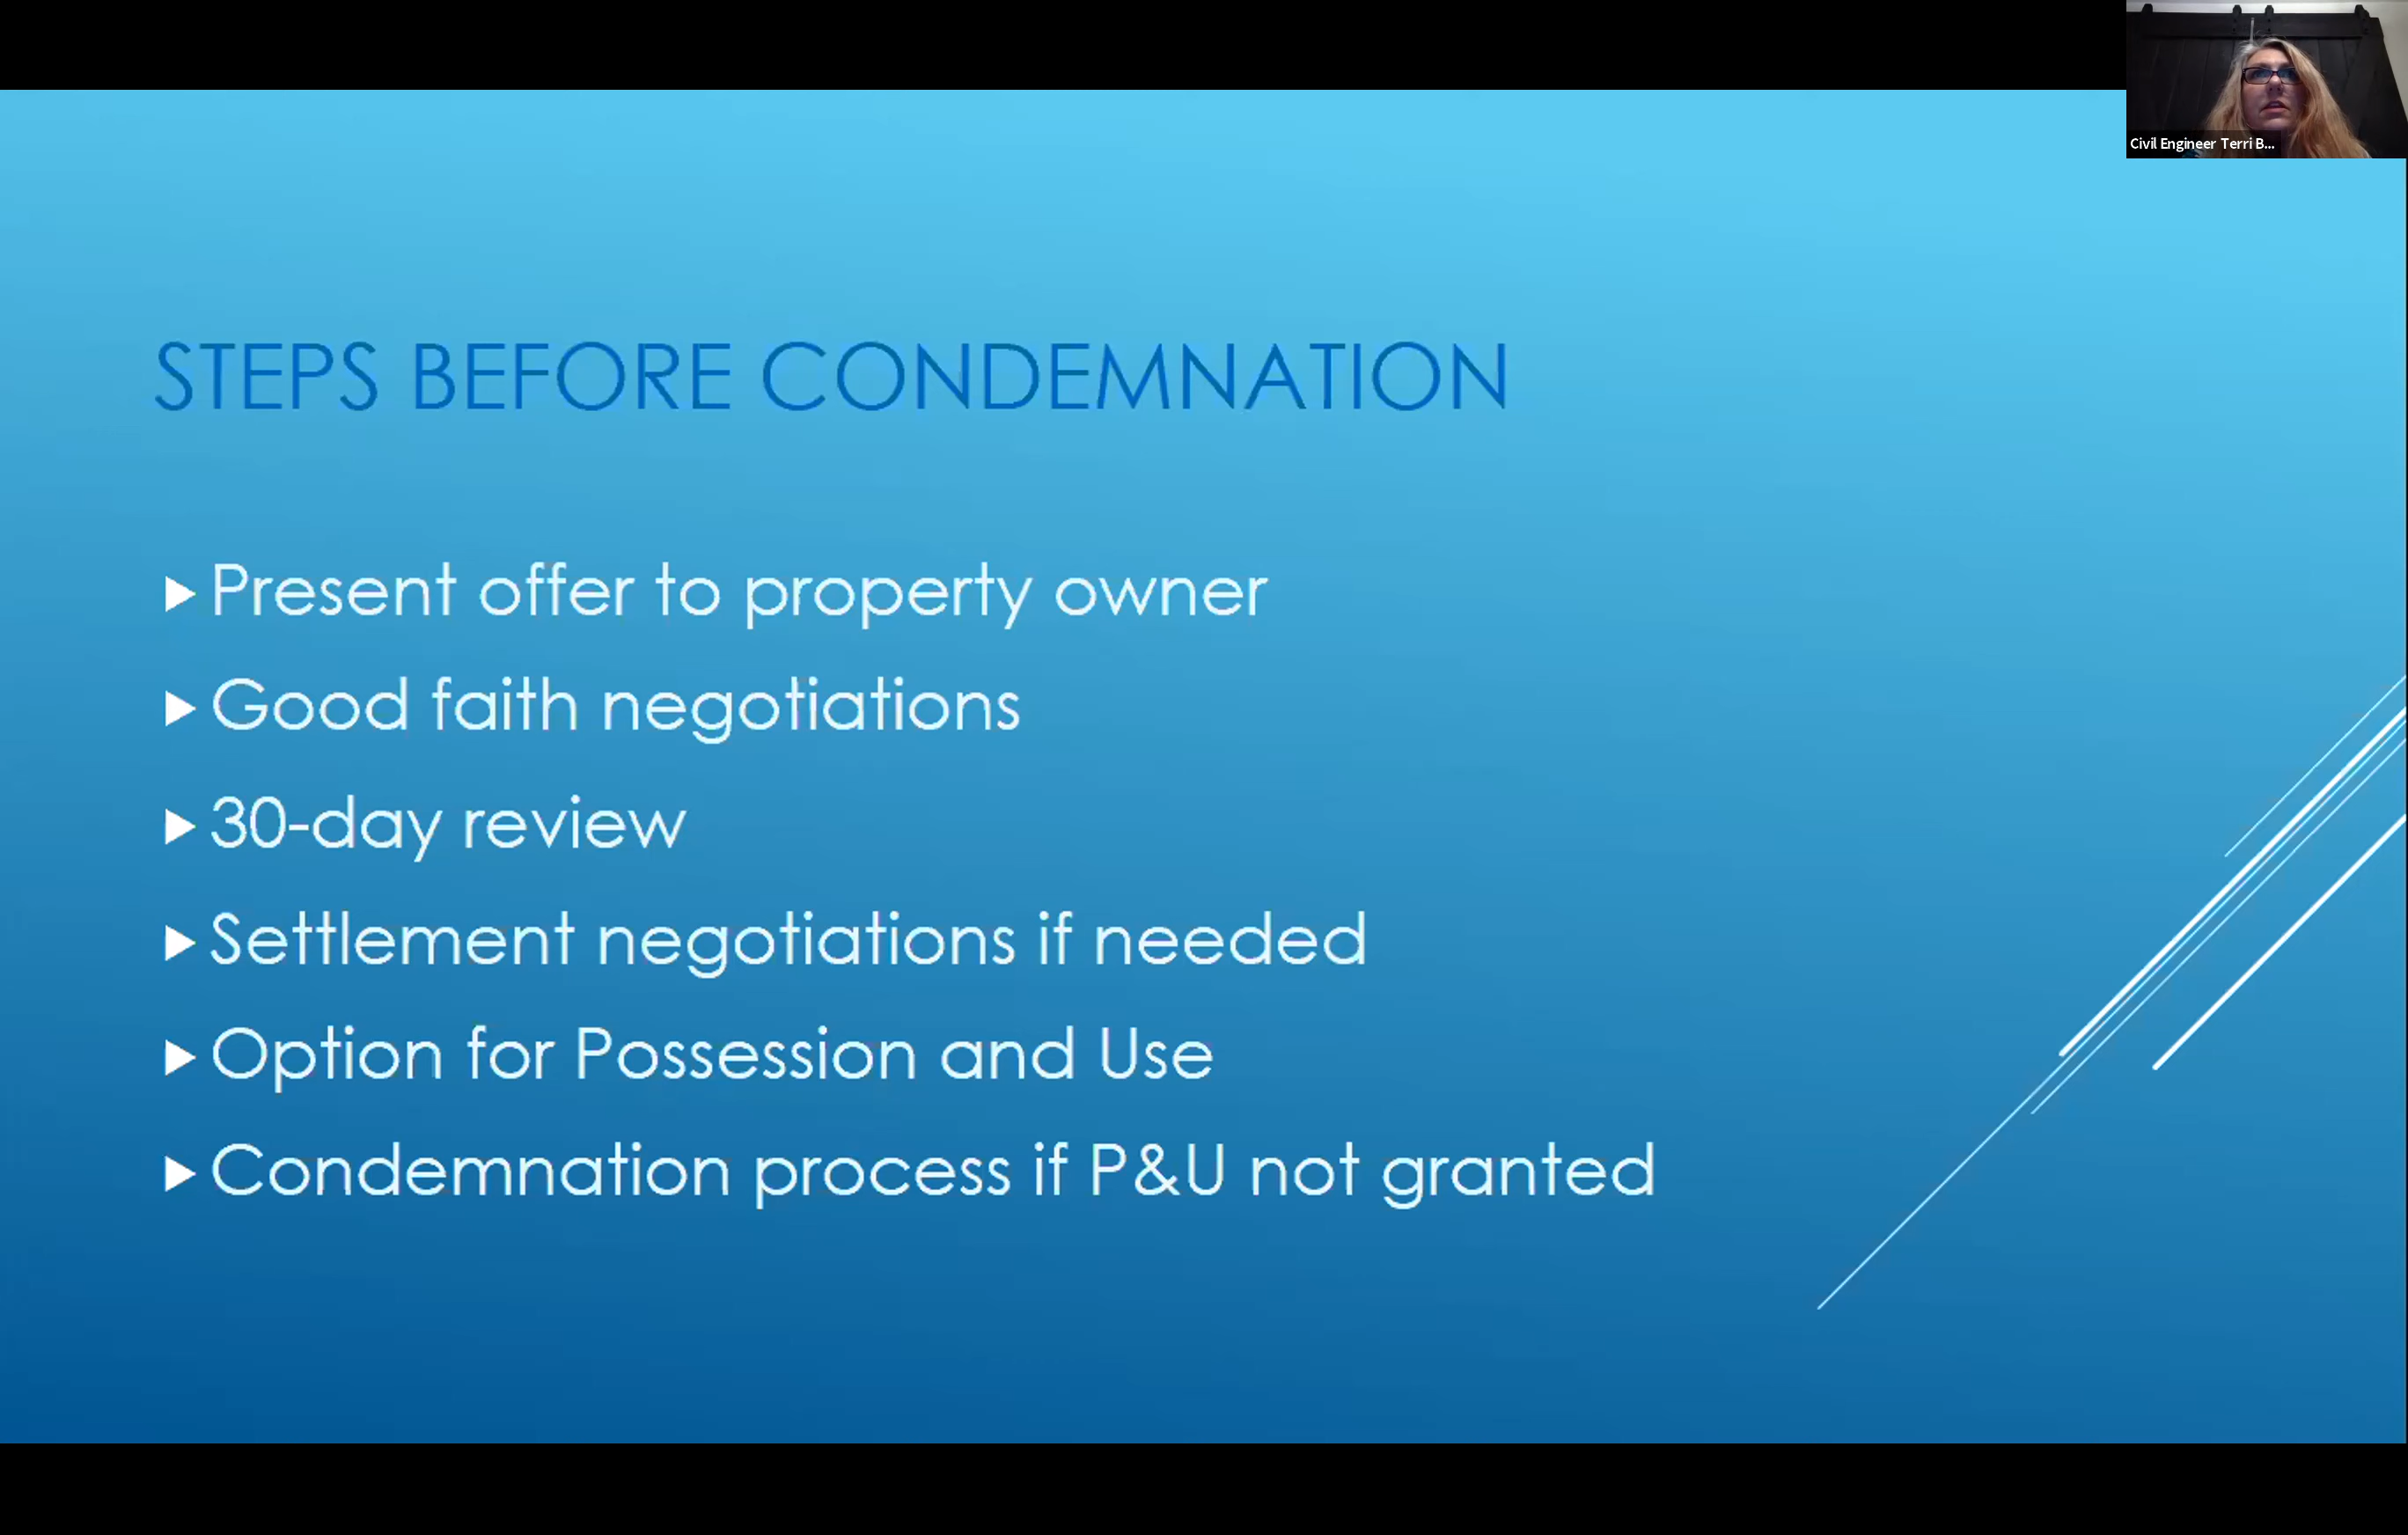 Civil Engineer Terri B...
STEPS BEFORE CONDEMNATION
Present offer to property owner
Good faith negotiations
30-day review
Settlement negotiations if needed
Option for Possession and Use
Condemnation process if P&U not granted